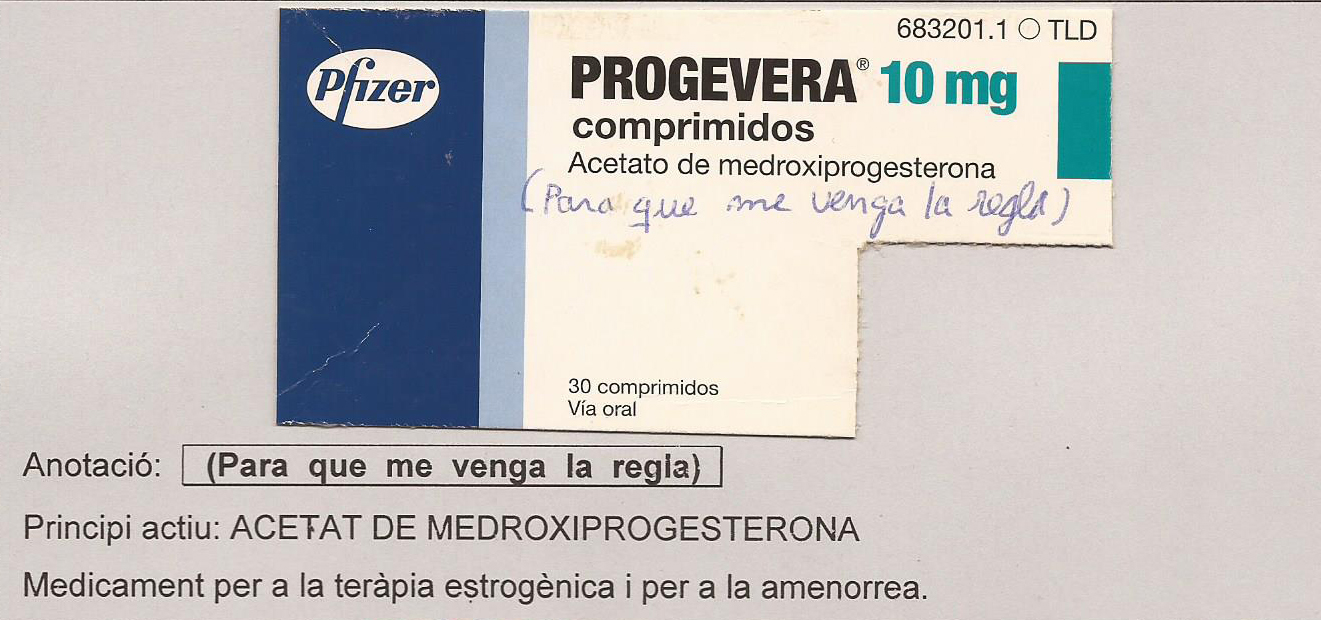 Pfizer
683201.1 O TLD
PROGEVERA® 10 mg
comprimidos
Acetato de medroxiprogesterona
(Para que me venga la regla)
30 comprimidos
Vía oral
Anotació: (Para que me venga la regla)
Principi actiu: ACETAT DE MEDROXIPROGESTERONA
Medicament per a la teràpia estrogènica i per a la amenorrea.